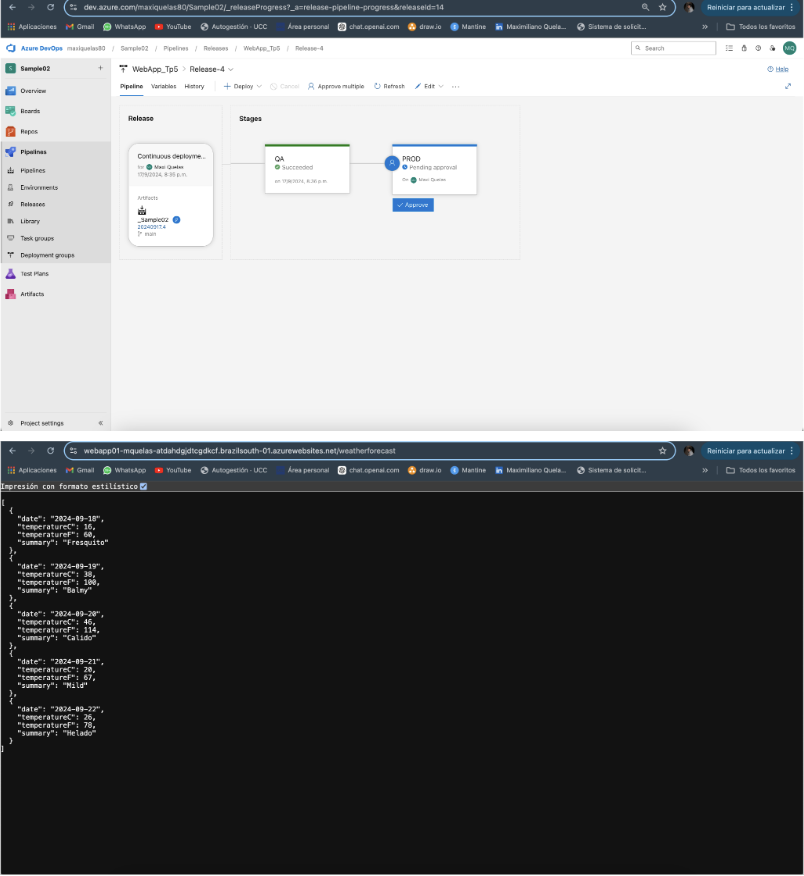 dev.azure.com/maxiquelas80/Sample02/_releaseProgress?_a=release-pipeline-progress&releaseId=14
Reiniciar para actualizar
Aplicaciones Gmail WhatsApp YouTube Autogestión - UCC Área personal chat.openai.com draw.io Mantine Maximiliano Quela... Sistema de solicit... » Todos los favoritos
Azure DevOps maxiquelas80 / Sample02 / Pipelines / Releases / WebApp_Tp5 / Release-4
Search
MQ
S Sample02 +
WebApp_Tp5 > Release-4
Help
Pipeline Variables History + Deploy Cancel Approve multiple Refresh Edit ...
Overview
Boards
Repos
Pipelines
Pipelines
Environments
Releases
Library
Task groups
Deployment groups
Test Plans
Artifacts
Project settings «
Release
Continuous deployme...
for Maxi Quelas
17/9/2024, 6:35 p.m.
Artifacts
_Sample02
20240917.4
main
Stages
QA
Succeeded
on 17/9/2024, 6:36 p.m.
PROD
Pending approval
On Maxi Quelas
Approve
webapp01-mquelas-atdahdgjdtcgdkcf.brazilsouth-01.azurewebsites.net/weatherforecast
Reiniciar para actualizar
Aplicaciones Gmail WhatsApp YouTube Autogestión - UCC Área personal chat.openai.com draw.io Mantine Maximiliano Quela... Sistema de solicit... » Todos los favoritos
Impresión con formato estilístico
[
{
"date": "2024-09-18",
"temperatureC": 16,
"temperatureF": 60,
"summary": "Fresquito"
},
{
"date": "2024-09-19",
"temperatureC": 38,
"temperatureF": 100,
"summary": "Balmy"
},
{
"date": "2024-09-20",
"temperatureC": 46,
"temperatureF": 114,
"summary": "Calido"
},
{
"date": "2024-09-21",
"temperatureC": 20,
"temperatureF": 67,
"summary": "Mild"
},
{
"date": "2024-09-22",
"temperatureC": 26,
"temperatureF": 78,
"summary": "Helado"
}
]